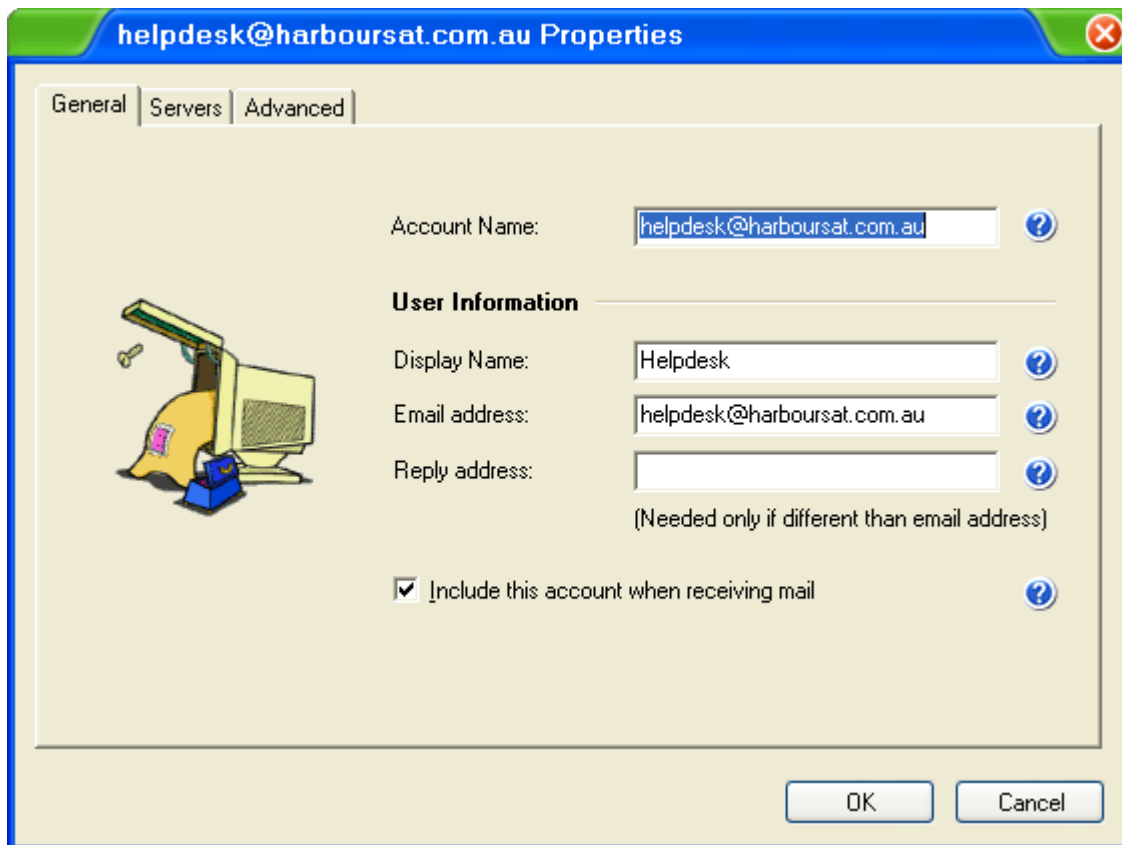 helpdesk@harboursat.com.au Properties
General Servers Advanced
Account Name: helpdesk@harboursat.com.au
User Information
Display Name: Helpdesk
Email address: helpdesk@harboursat.com.au
Reply address:
(Needed only if different than email address)
Include this account when receiving mail
OK Cancel